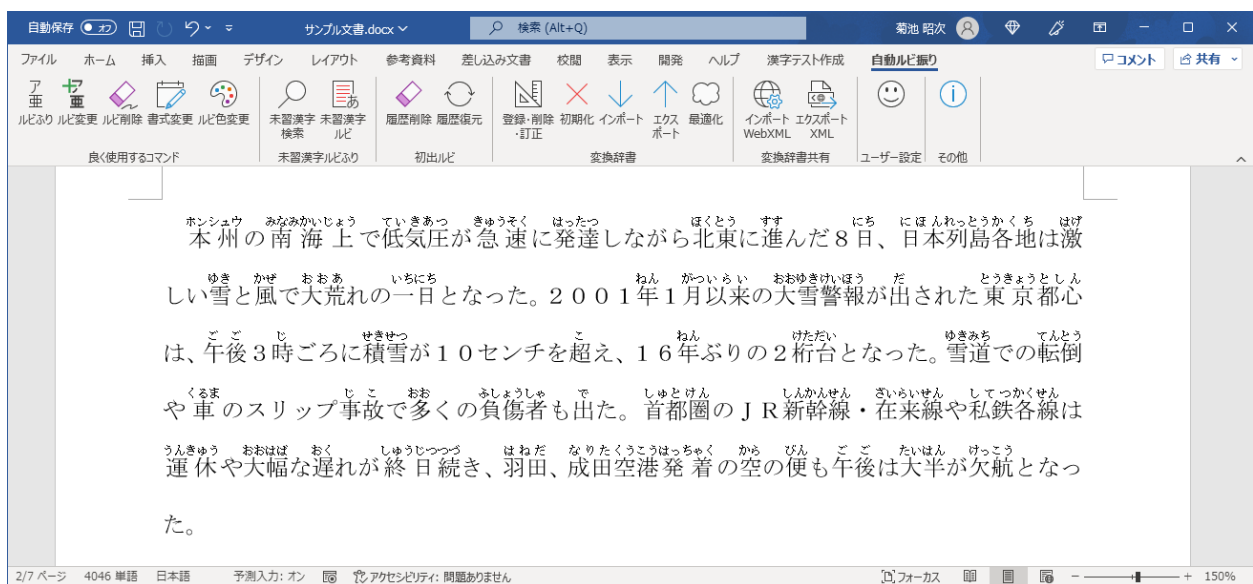 自動保存 オフ サンプル文書.docx 検索 (Alt+Q) 菊池 昭次
ファイル ホーム 挿入 描画 デザイン レイアウト 参考資料 差し込み文書 校閲 表示 開発 ヘルプ 漢字テスト作成 自動ルビ振り コメント 共有
ア亜 ルビふり ルビ変更 ルビ削除 書式変更 ルビ色変更 未習漢字検索 未習漢字ルビ 履歴削除 履歴復元 登録・削除・訂正 初期化 インポート エクスポート 最適化 インポート WebXML エクスポート XML
良く使用するコマンド 未習漢字ルビふり 初出ルビ 変換辞書 変換辞書共有 ユーザー設定 その他
ホンシュウ みなみかいじょう ていきあつ きゅうそく はったつ ほくとう すす にち にほんれっとうかくち はげ
本州の南海上で低気圧が急速に発達しながら北東に進んだ8日、日本列島各地は激
ゆき かぜ おおあ いちにち ねん がついらい おおゆきけいほう だ とうきょうとしん
しい雪と風で大荒れの一日となった。2001年1月以来の大雪警報が出された東京都心
ごご じ せきせつ こ ねん けただい ゆきみち てんとう
は、午後3時ごろに積雪が10センチを超え、16年ぶりの2桁台となった。雪道での転倒
くるま じこ おお ふしょうしゃ で しゅとけん しんかんせん ざいらいせん してつかくせん
や車のスリップ事故で多くの負傷者も出た。首都圏のJR新幹線・在来線や私鉄各線は
うんきゅう おおはば おく しゅうじつつづ はねだ なりたくうこうはっちゃく から びん ごご たいはん けっこう
運休や大幅な遅れが終日続き、羽田、成田空港発着の空の便も午後は大半が欠航となっ
た。
2/7 ページ 4046 単語 日本語 予測入力: オン アクセシビリティ: 問題ありません フォーカス 150%